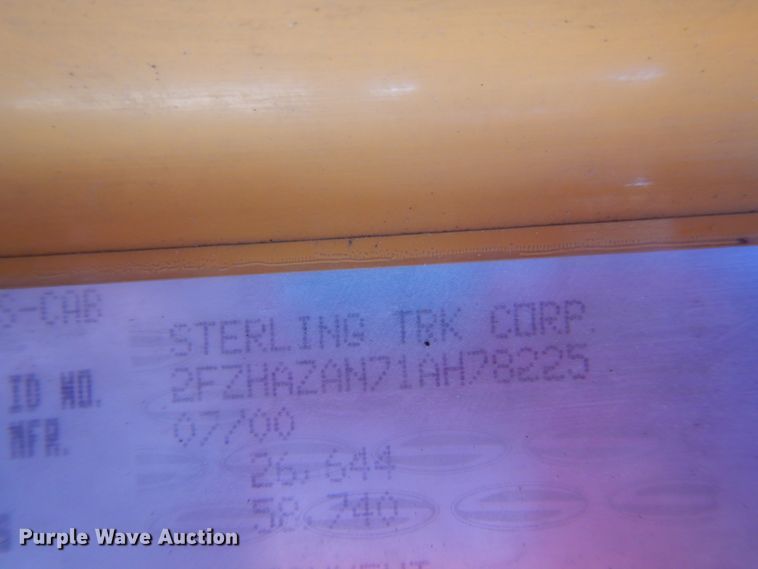 S-CAB
STERLING TRK CORP.
ID NO. 2FZHAZAN71AH78225
MFR. 07/00
26,644
58,740
Purple Wave Auction